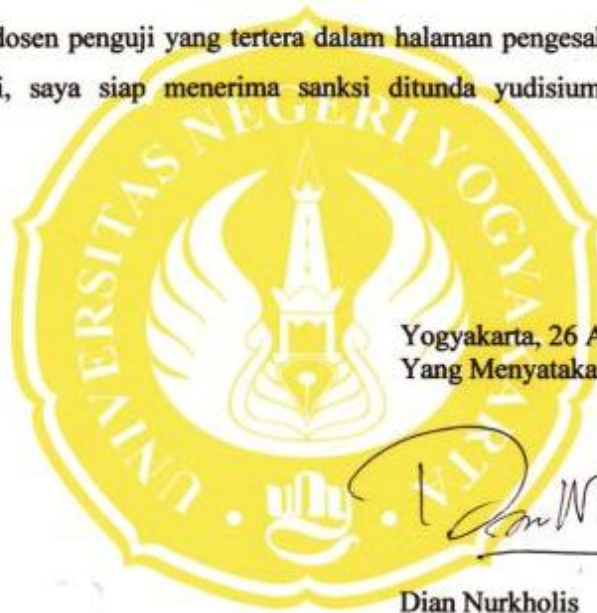 dosen penguji yang tertera dalam halaman pengesa
i, saya siap menerima sanksi ditunda yudisium
UNIVERSITAS NEGERI YOGYAKARTA
Yogyakarta, 26 A
Yang Menyataka
Dian Nurkholis